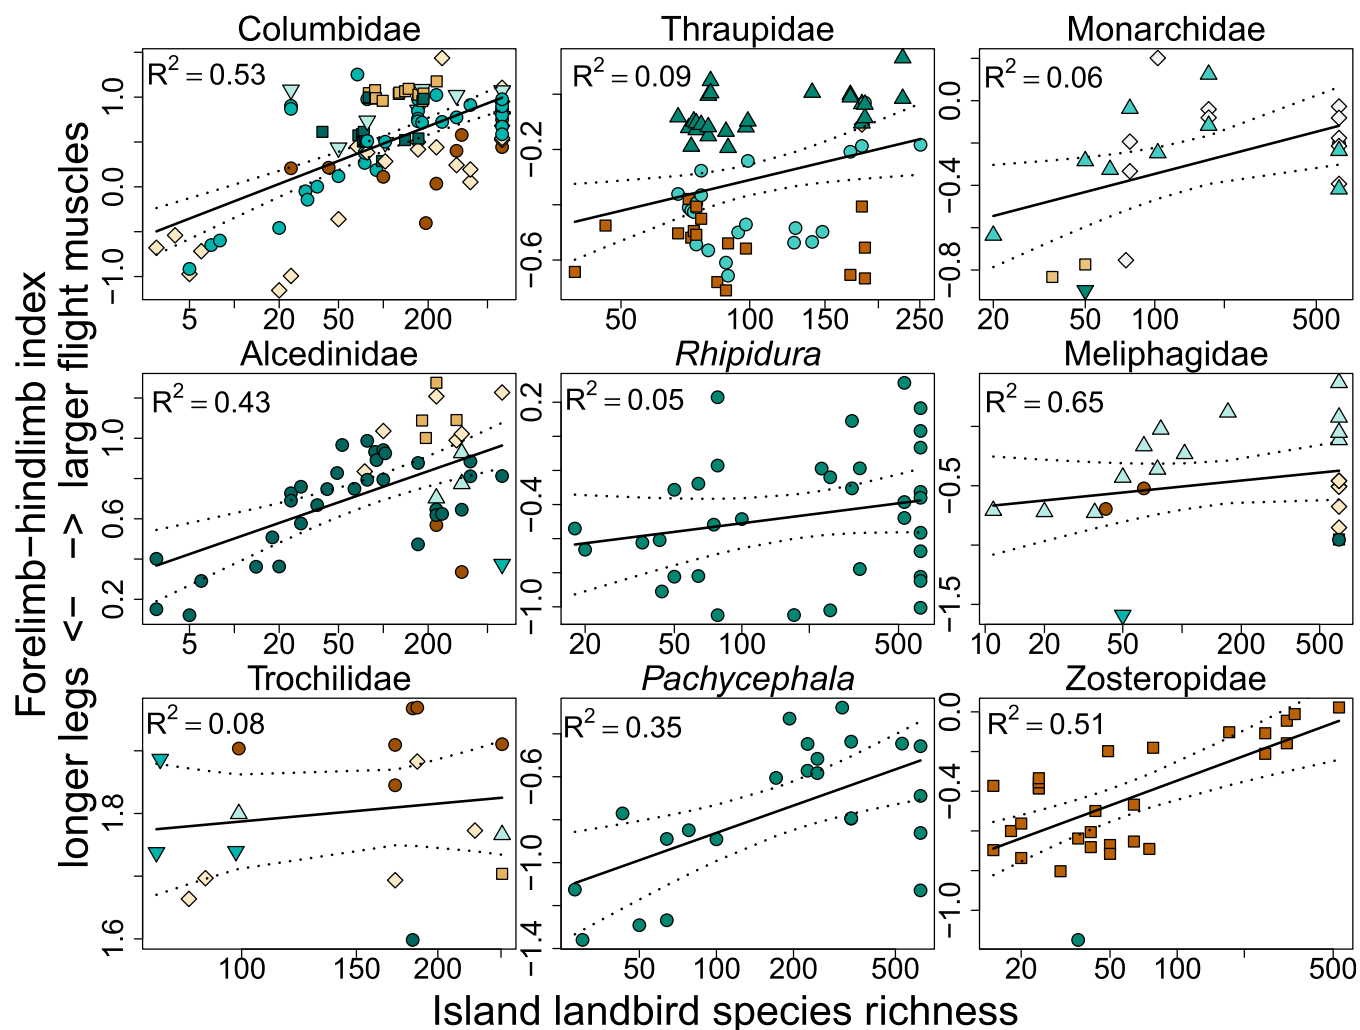 Columbidae
R² = 0.53
1.0
0.0
−1.0
5
20
50
200
Thraupidae
R² = 0.09
−0.2
−0.6
50
100
150
250
Monarchidae
R² = 0.06
0.0
−0.4
−0.8
20
50
100
500
Alcedinidae
R² = 0.43
1.0
0.6
0.2
5
20
50
200
Rhipidura
R² = 0.05
0.2
−0.4
−1.0
20
50
100
500
Meliphagidae
R² = 0.65
−0.5
−1.5
10
20
50
200
500
Trochilidae
R² = 0.08
1.8
1.6
100
150
200
Pachycephala
R² = 0.35
−0.6
−1.0
−1.4
50
100
200
500
Zosteropidae
R² = 0.51
0.0
−0.4
−1.0
20
50
100
500
Forelimb−hindlimb index
longer legs <− −> larger flight muscles
Island landbird species richness